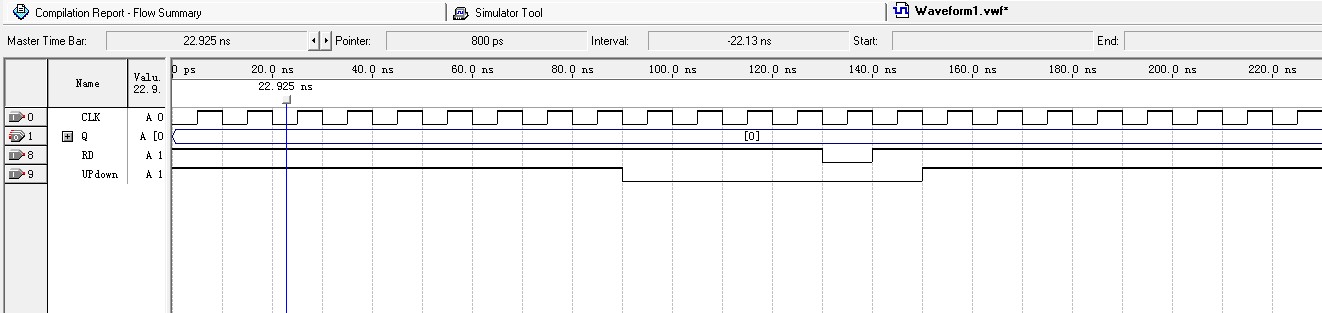 Compilation Report - Flow Summary Simulator Tool Waveform1.vwf*
Master Time Bar: 22.925 ns Pointer: 800 ps Interval: -22.13 ns Start: End:
Name Valu. 22.9. 0 ps 20.0 ns 40.0 ns 60.0 ns 80.0 ns 100.0 ns 120.0 ns 140.0 ns 160.0 ns 180.0 ns 200.0 ns 220.0 ns
22.925 ns
0 CLK A 0
1 Q A [0 [0]
8 RD A 1
9 UPdown A 1